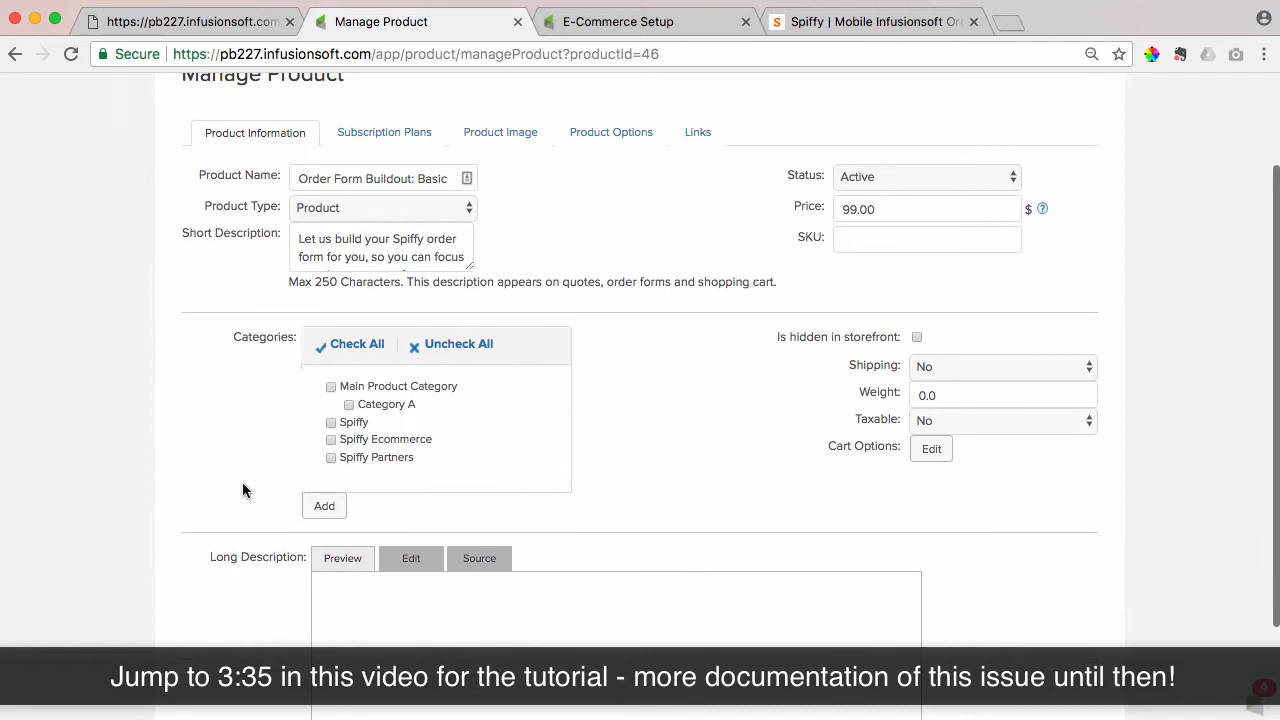 https://pb227.infusionsoft.com
Manage Product
E-Commerce Setup
Spiffy | Mobile Infusionsoft Or
Secure
https://pb227.infusionsoft.com/app/product/manageProduct?productId=46
Manage Product
Product Information
Subscription Plans
Product Image
Product Options
Links
Product Name: Order Form Buildout: Basic
Status: Active
Product Type: Product
Price: 99.00 $
Short Description: Let us build your Spiffy order
form for you, so you can focus
SKU:
Max 250 Characters. This description appears on quotes, order forms and shopping cart.
Categories: Check All Uncheck All
Is hidden in storefront:
Shipping: No
Main Product Category
Weight: 0.0
Category A
Spiffy
Taxable: No
Spiffy Ecommerce
Cart Options: Edit
Spiffy Partners
Add
Long Description: Preview Edit Source
Jump to 3:35 in this video for the tutorial - more documentation of this issue until then!
4